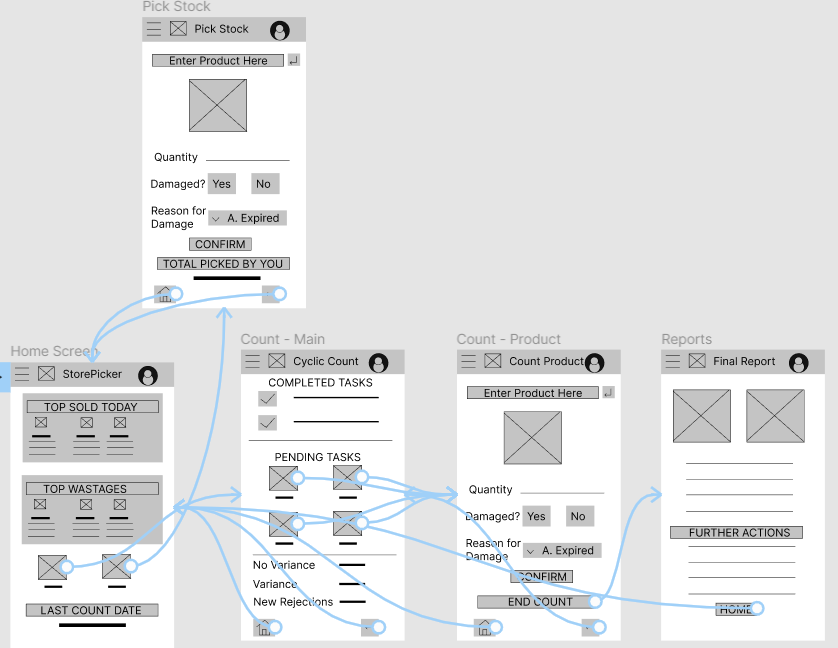 Pick Stock
Pick Stock
Enter Product Here
Quantity
Damaged? Yes No
Reason for
Damage
A. Expired
CONFIRM
TOTAL PICKED BY YOU
Home Screen
StorePicker
TOP SOLD TODAY
TOP WASTAGES
LAST COUNT DATE
Count - Main
Cyclic Count
COMPLETED TASKS
PENDING TASKS
No Variance
Variance
New Rejections
Count - Product
Count Product
Enter Product Here
Quantity
Damaged? Yes No
Reason for
Damage
A. Expired
CONFIRM
END COUNT
Reports
Final Report
FURTHER ACTIONS
HOME